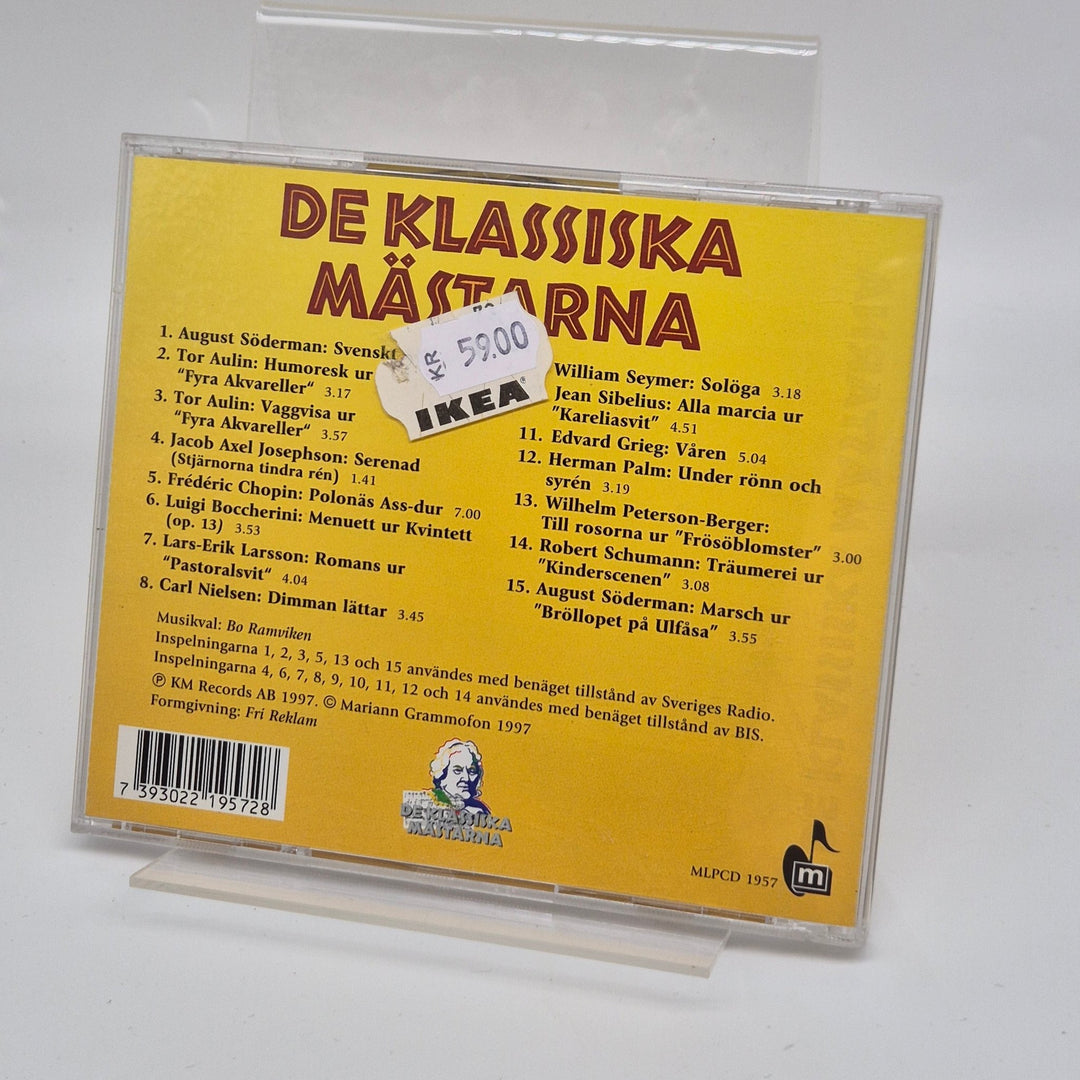 DE KLASSISKA
MÄSTARNA
KR 59.00
IKEA®
1. August Söderman: Svenskt
2. Tor Aulin: Humoresk ur
“Fyra Akvareller“ 3.17
3. Tor Aulin: Vaggvisa ur
“Fyra Akvareller“ 3.57
4. Jacob Axel Josephson: Serenad
(Stjärnorna tindra rén) 1.41
5. Frédéric Chopin: Polonäs Ass-dur 7.00
6. Luigi Boccherini: Menuett ur Kvintett
(op. 13) 3.53
7. Lars-Erik Larsson: Romans ur
“Pastoralsvit“ 4.04
8. Carl Nielsen: Dimman lättar 3.45
William Seymer: Solöga 3.18
Jean Sibelius: Alla marcia ur
”Kareliasvit” 4.51
11. Edvard Grieg: Våren 5.04
12. Herman Palm: Under rönn och
syrén 3.19
13. Wilhelm Peterson-Berger:
Till rosorna ur ”Frösöblomster” 3.00
14. Robert Schumann: Träumerei ur
”Kinderscenen” 3.08
15. August Söderman: Marsch ur
”Bröllopet på Ulfåsa” 3.55
Musikval: Bo Ramviken
Inspelningarna 1, 2, 3, 5, 13 och 15 användes med benäget tillstånd av Sveriges Radio.
Inspelningarna 4, 6, 7, 8, 9, 10, 11, 12 och 14 användes med benäget tillstånd av BIS.
℗ KM Records AB 1997. © Mariann Grammofon 1997
Formgivning: Fri Reklam
7 393022 195728
DE KLASSISKA
MÄSTARNA
MLPCD 1957
m